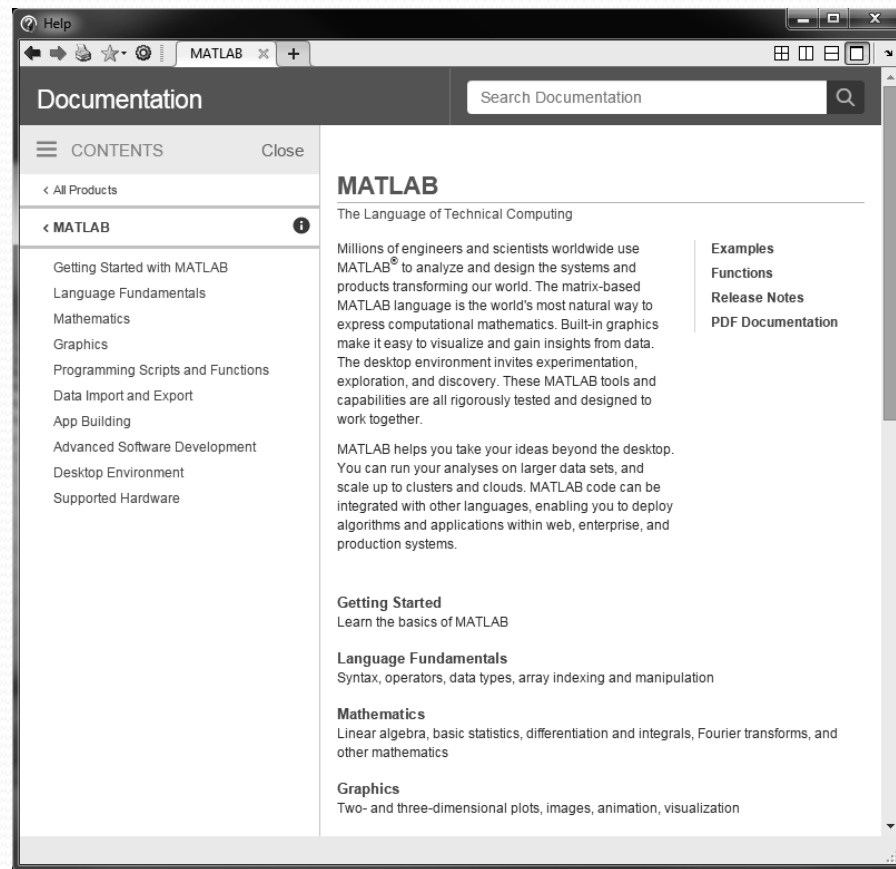 Help
MATLAB
Documentation
Search Documentation
CONTENTS
Close
< All Products
< MATLAB
Getting Started with MATLAB
Language Fundamentals
Mathematics
Graphics
Programming Scripts and Functions
Data Import and Export
App Building
Advanced Software Development
Desktop Environment
Supported Hardware
MATLAB
The Language of Technical Computing
Millions of engineers and scientists worldwide use
MATLAB® to analyze and design the systems and
products transforming our world. The matrix-based
MATLAB language is the world's most natural way to
express computational mathematics. Built-in graphics
make it easy to visualize and gain insights from data.
The desktop environment invites experimentation,
exploration, and discovery. These MATLAB tools and
capabilities are all rigorously tested and designed to
work together.
MATLAB helps you take your ideas beyond the desktop.
You can run your analyses on larger data sets, and
scale up to clusters and clouds. MATLAB code can be
integrated with other languages, enabling you to deploy
algorithms and applications within web, enterprise, and
production systems.
Examples
Functions
Release Notes
PDF Documentation
Getting Started
Learn the basics of MATLAB
Language Fundamentals
Syntax, operators, data types, array indexing and manipulation
Mathematics
Linear algebra, basic statistics, differentiation and integrals, Fourier transforms, and
other mathematics
Graphics
Two- and three-dimensional plots, images, animation, visualization